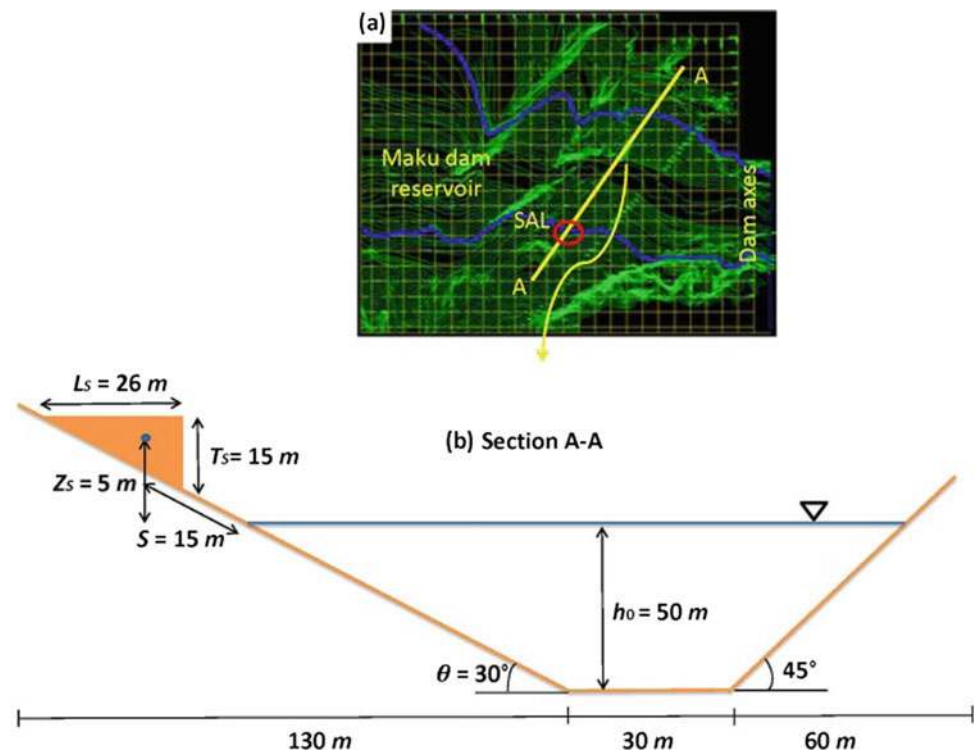 (a)
A
Maku dam
reservoir
SAL
A
Dam axes
Ls = 26 m
(b) Section A-A
Ts = 15 m
Zs = 5 m
S = 15 m
h0 = 50 m
θ = 30°
45°
130 m
30 m
60 m